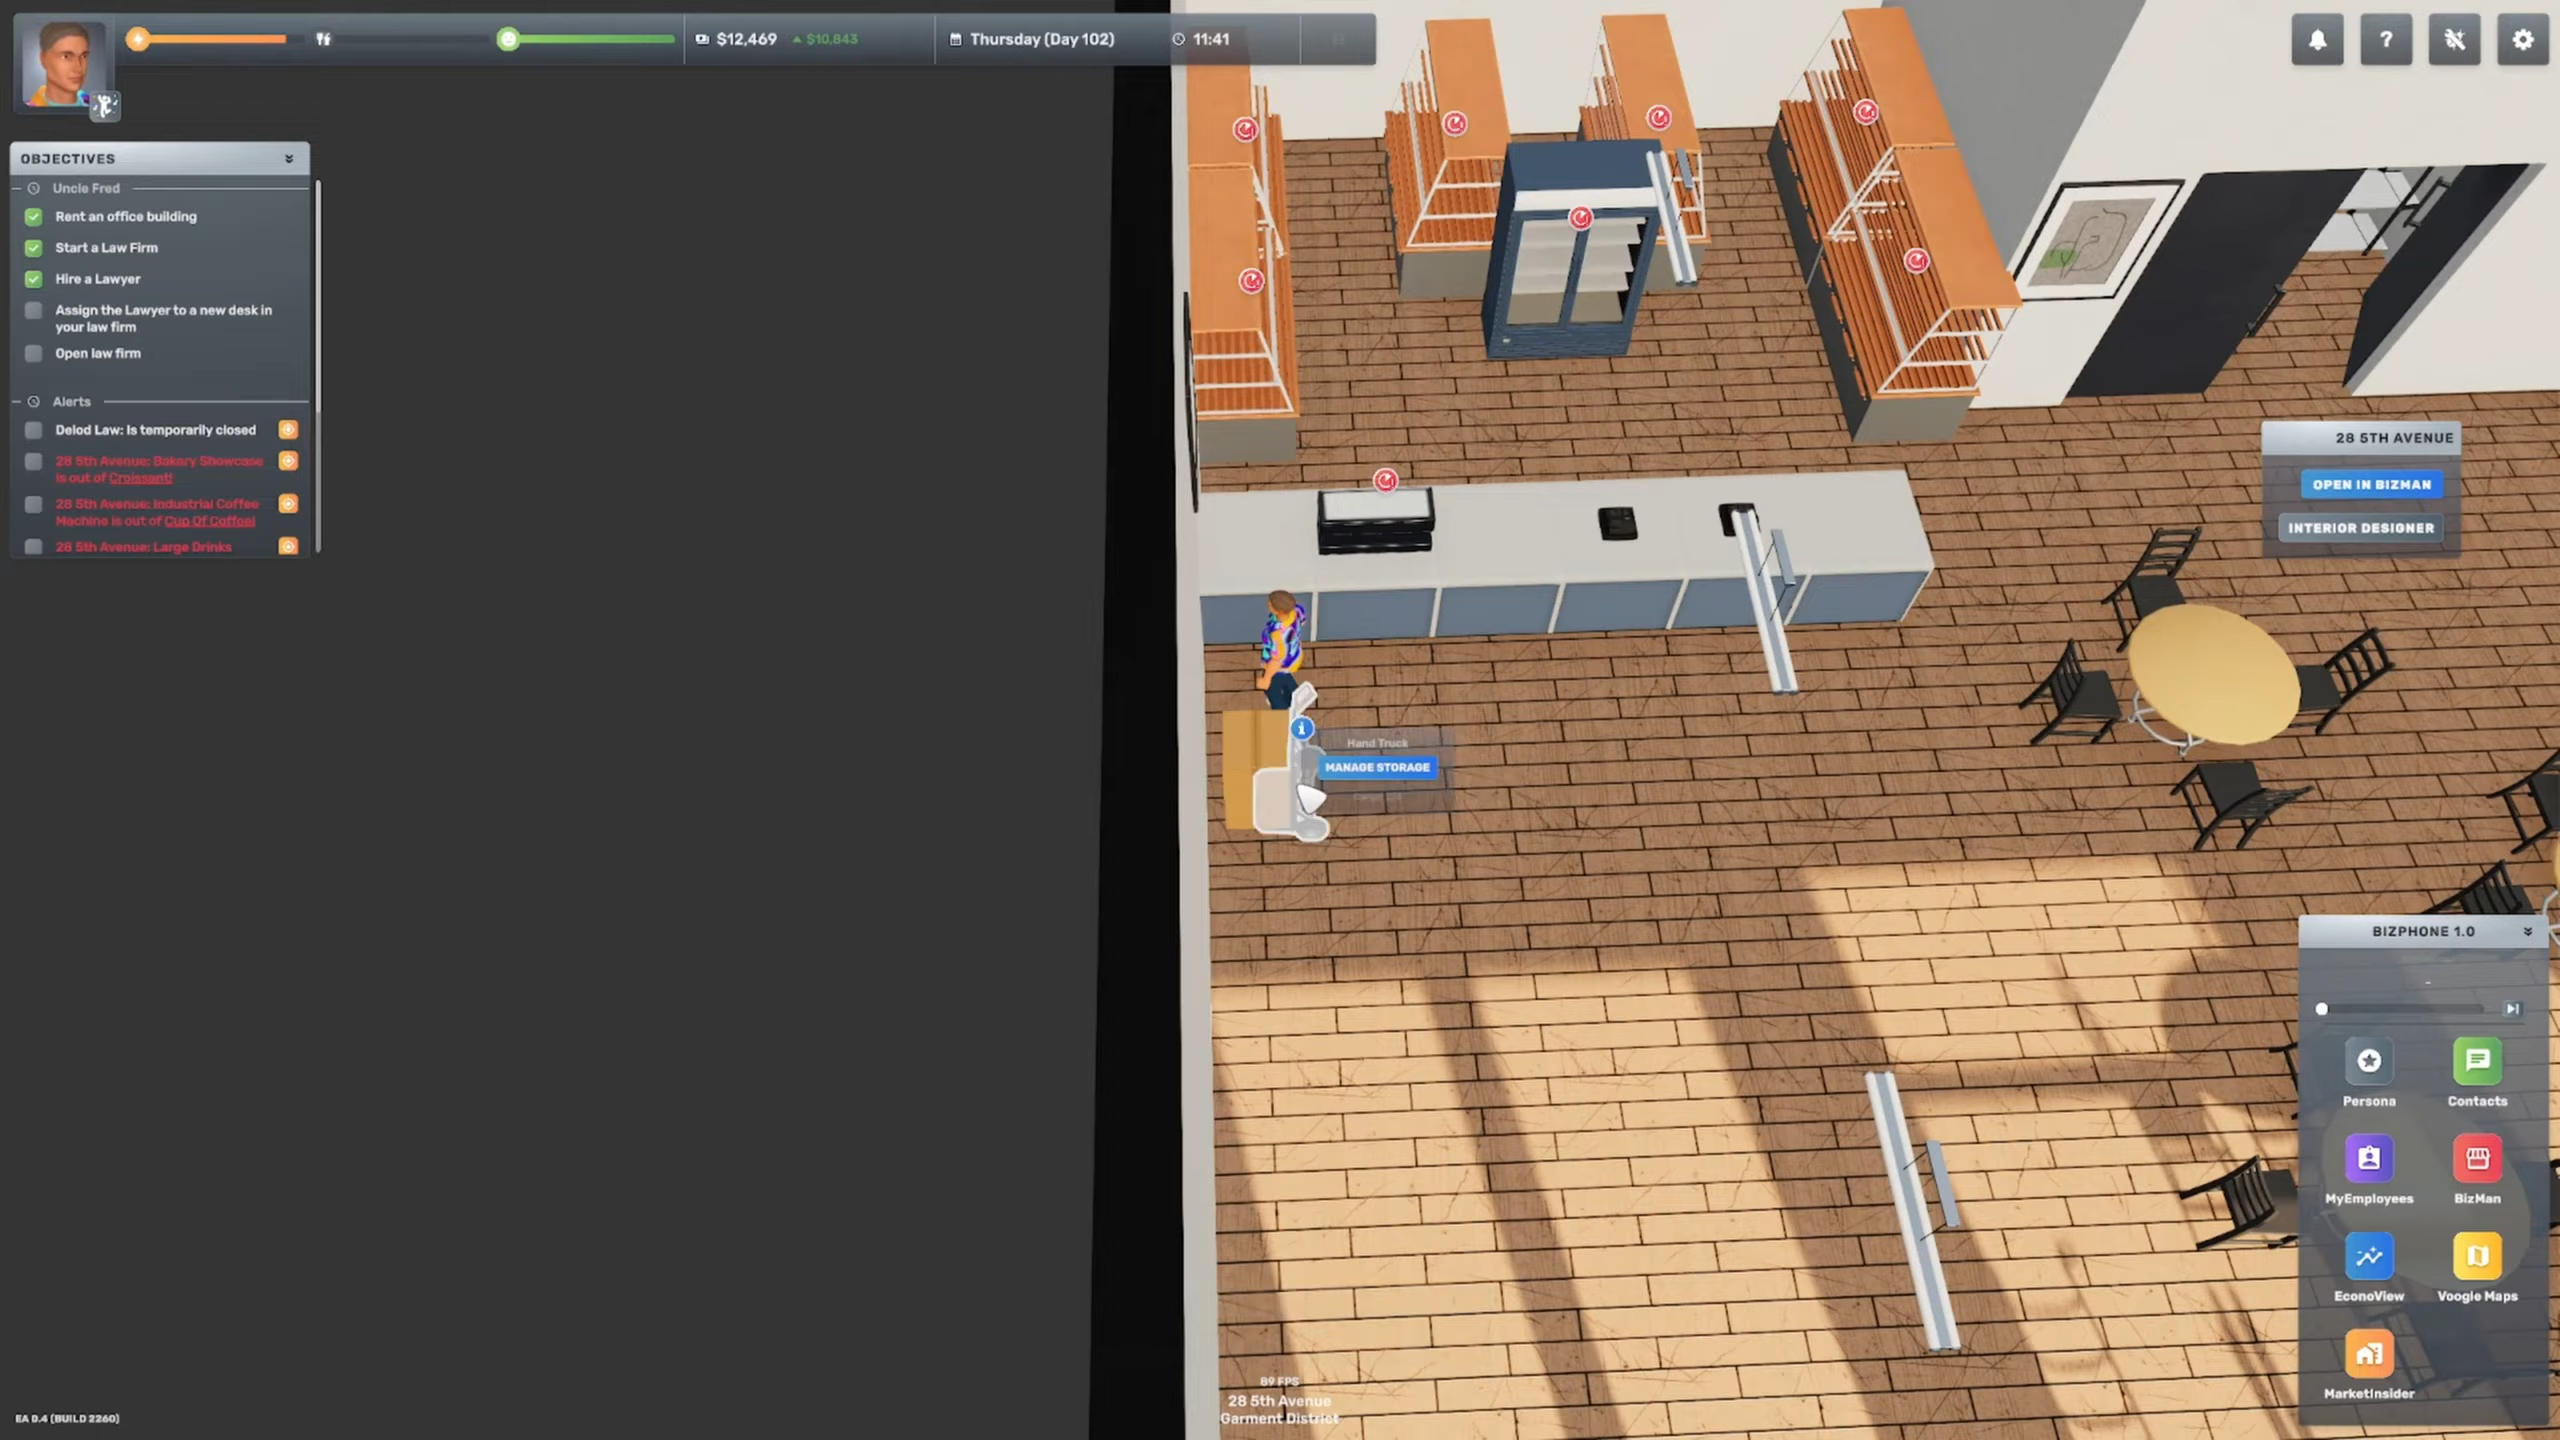 $12,469
$10,843
Thursday (Day 102)
11:41
OBJECTIVES
Uncle Fred
Rent an office building
Start a Law Firm
Hire a Lawyer
Assign the Lawyer to a new desk in
your law firm
Open law firm
Alerts
Delod Law: Is temporarily closed
28 5th Avenue: Bakery Showcase
is out of Croissant!
28 5th Avenue: Industrial Coffee
Machine is out of Cup Of Coffee!
28 5th Avenue: Large Drinks
28 5TH AVENUE
OPEN IN BIZMAN
INTERIOR DESIGNER
Hand Truck
MANAGE STORAGE
BIZPHONE 1.0
-
Persona
Contacts
MyEmployees
BizMan
EconoView
Voogle Maps
MarketInsider
89 FPS
28 5th Avenue
Garment District
EA 0.4 (BUILD 2260)